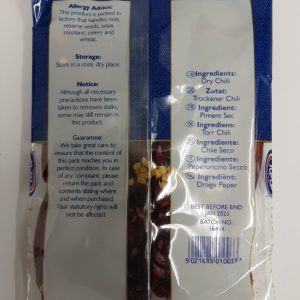 Allergy Advice:
This product is packed in
factory that handles nuts,
sesame seeds, soya,
mustard, celery and
wheat.
Storage:
Store in a cool, dry place.
Notice:
Although all necessary
precautions have been
taken to removes stalks,
some may still remain in
the product.
Guarantee:
We take great care to
ensure that the content of
this pack reaches you in
perfect condition. In case
of any complaint, please
return the pack and
contents stating where
and when purchased.
Your statutory rights will
not be affected.
Ingredients:
Dry Chilli
Zutat:
Trockener Chili
Ingrédient:
Piment Sec
Ingrediens:
Torr Chili
Ingrediente:
Chile Seco
Ingrediente:
Peperoncino Secco
Ingrediënt:
Droge Peper
BEST BEFORE END
JAN 2023
BATCH NO:
16414